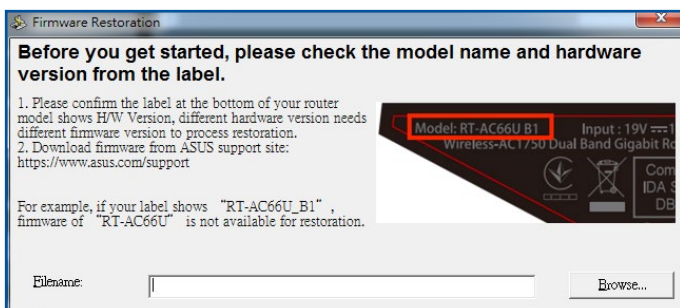 Firmware Restoration
Before you get started, please check the model name and hardware
version from the label.
1. Please confirm the label at the bottom of your router
model shows H/W Version, different hardware version needs
different firmware version to process restoration.
2. Download firmware from ASUS support site:
https://www.asus.com/support
For example, if your label shows “RT-AC66U_B1”,
firmware of “RT-AC66U” is not available for restoration.
Model: RT-AC66U B1 Input : 19V
Wireless-AC1750 Dual Band Gigabit Ro
Com
IDA S
DB
Filename:
Browse...